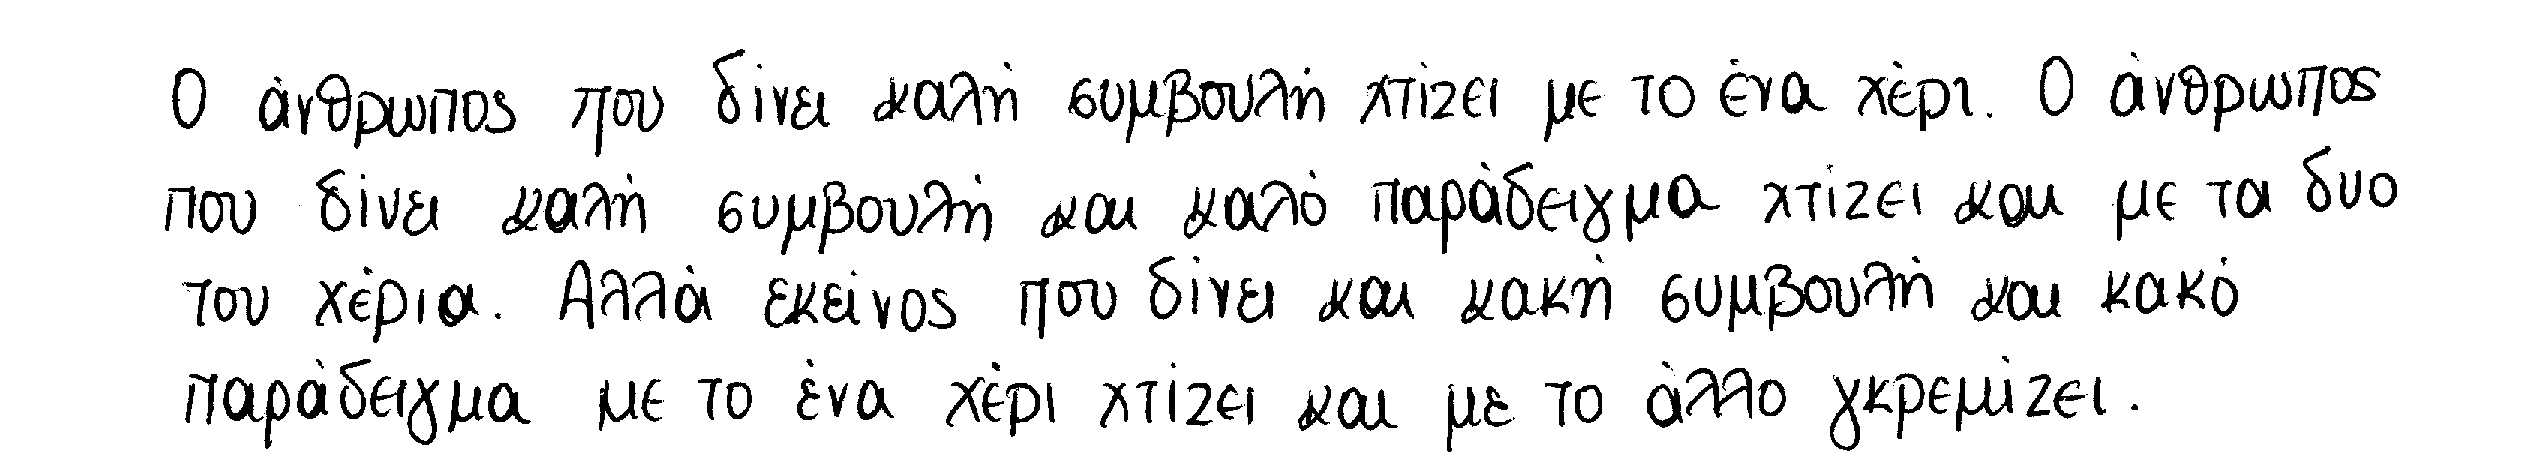 Ο άνθρωπος που δίνει καλή συμβουλή χτίζει με το ένα χέρι. Ο άνθρωπος
που δίνει καλή συμβουλή και καλό παράδειγμα χτίζει και με τα δυο
του χέρια. Αλλά εκείνος που δίνει και κακή συμβουλή και κακό
παράδειγμα με το ένα χέρι χτίζει και με το άλλο γκρεμίζει.